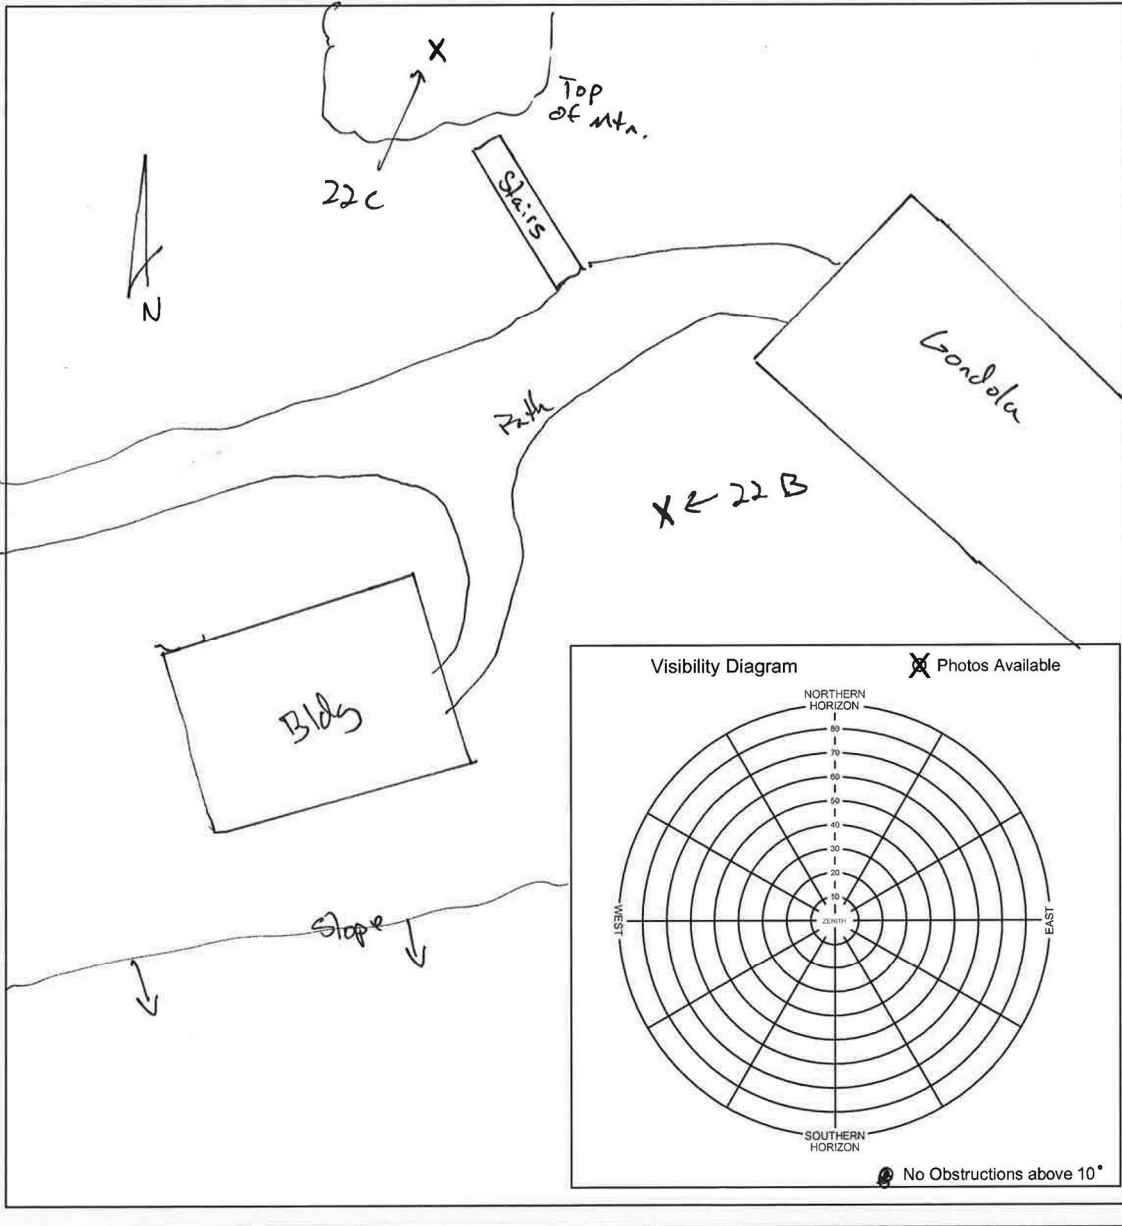 X
Top
of Mtn.
22C
Stairs
N
Gondola
Path
X ← 22 B
Bldg
Slope
Visibility Diagram
X Photos Available
NORTHERN
HORIZON
80
70
60
50
40
30
20
10
WEST
ZENITH
EAST
SOUTHERN
HORIZON
No Obstructions above 10°